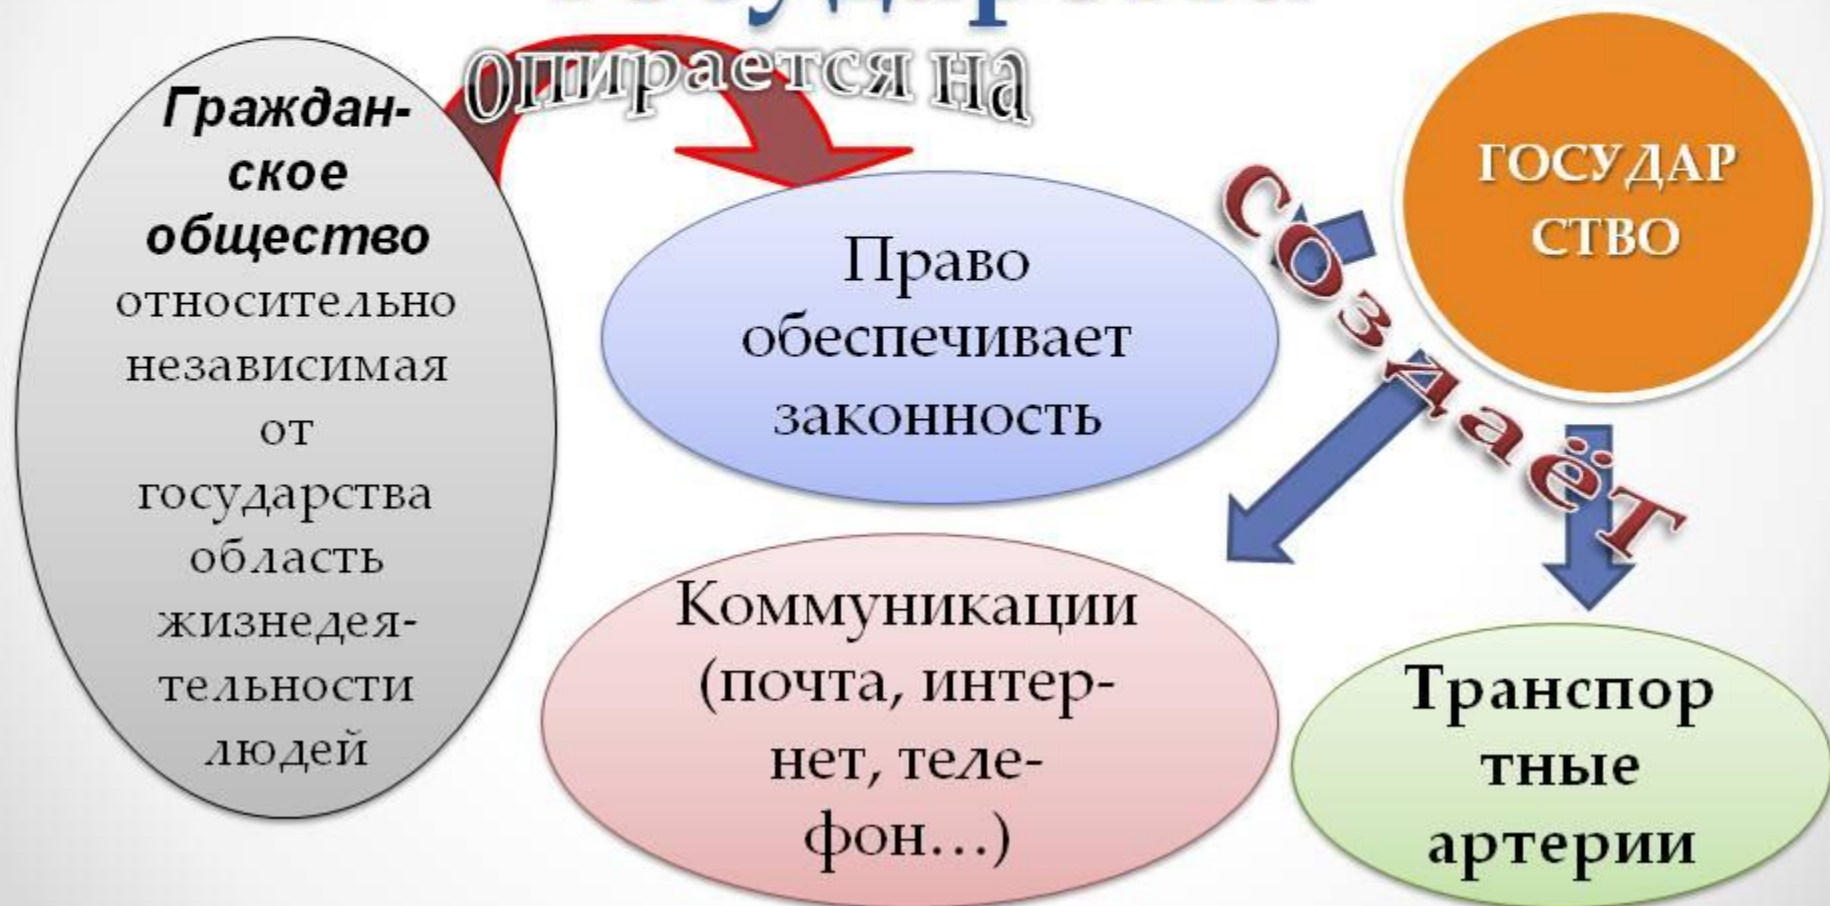 опирается на
Граждан-
ское
общество
относительно
независимая
от
государства
область
жизнедея-
тельности
людей
Право
обеспечивает
законность
ГОСУДАР
СТВО
создаёт
Коммуникации
(почта, интер-
нет, теле-
фон...)
Транспор
тные
артерии